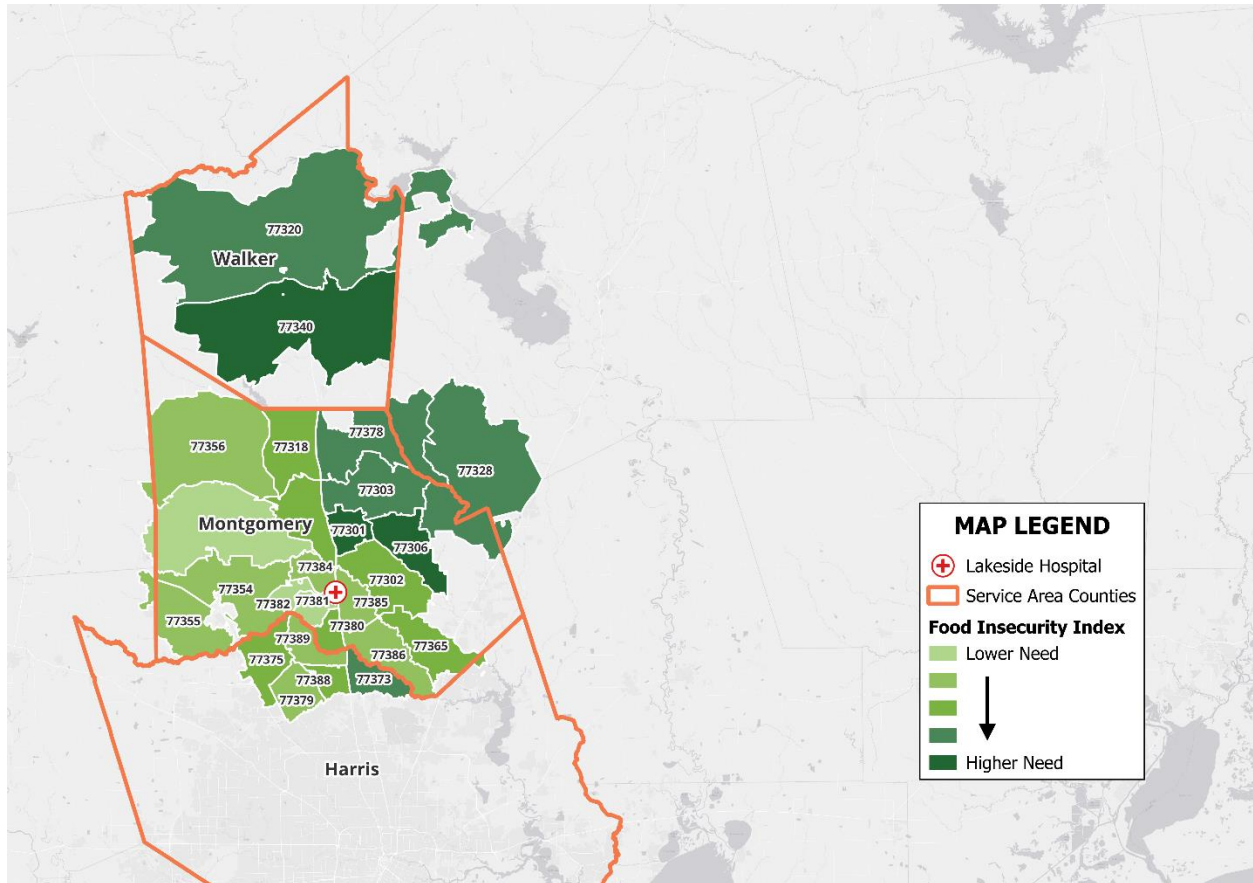 77320
Walker
77340
77356
77318
77378
77328
77303
Montgomery
77301
77306
77384
77302
77354
77382
77381
77385
77355
77380
77389
77365
77375
77386
77388
77373
77379
Harris
MAP LEGEND
Lakeside Hospital
Service Area Counties
Food Insecurity Index
Lower Need
Higher Need